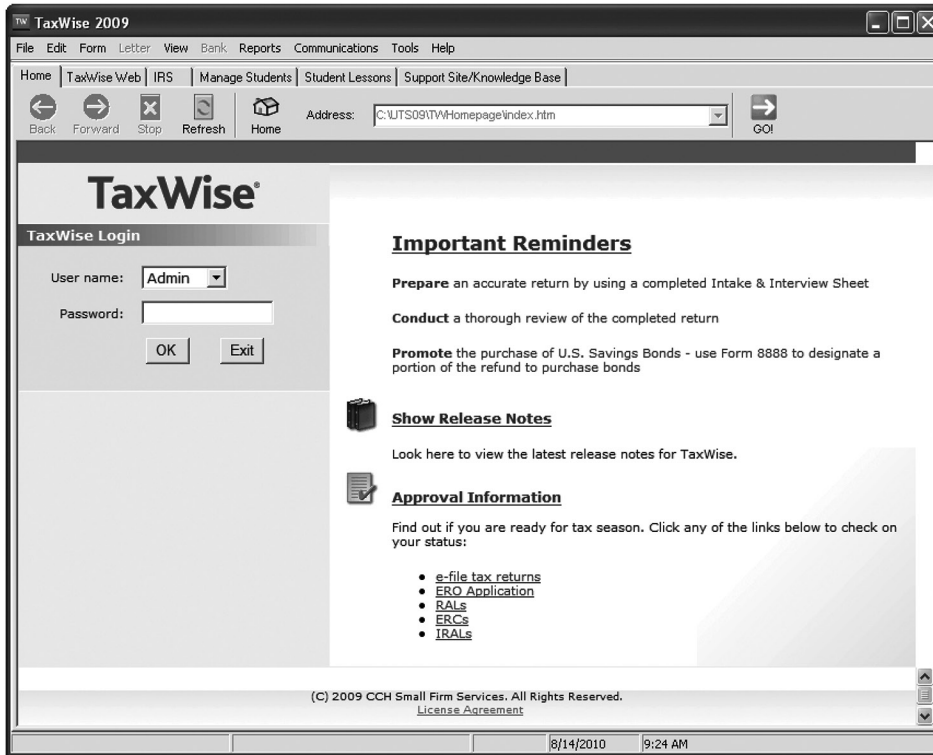 TW TaxWise 2009
File Edit Form Letter View Bank Reports Communications Tools Help
Home TaxWise Web IRS Manage Students Student Lessons Support Site/Knowledge Base
Back Forward Stop Refresh Home Address: C:\UTS09\TW\Homepage\index.htm GO!
TaxWise®
TaxWise Login
User name: Admin
Password:
OK Exit
Important Reminders
Prepare an accurate return by using a completed Intake & Interview Sheet
Conduct a thorough review of the completed return
Promote the purchase of U.S. Savings Bonds - use Form 8888 to designate a
portion of the refund to purchase bonds
Show Release Notes
Look here to view the latest release notes for TaxWise.
Approval Information
Find out if you are ready for tax season. Click any of the links below to check on
your status:
• e-file tax returns
• ERO Application
• RALs
• ERCs
• IRALs
(C) 2009 CCH Small Firm Services. All Rights Reserved.
License Agreement
8/14/2010 9:24 AM